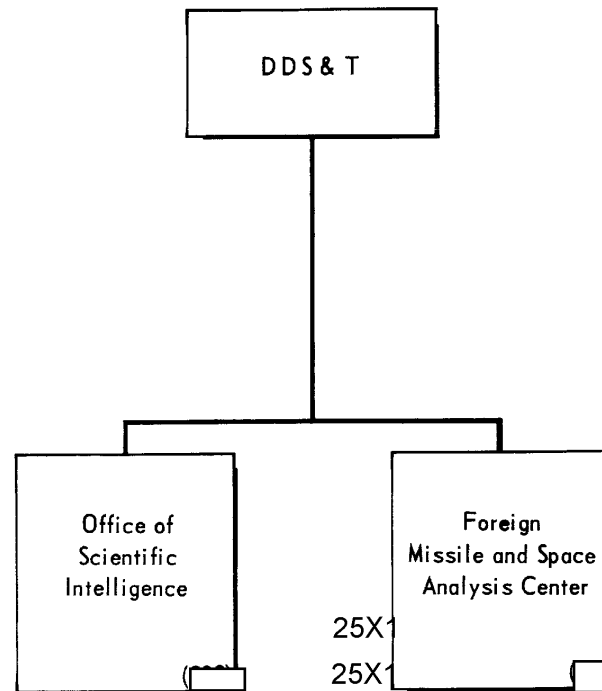 DDS & T
Office of
Scientific
Intelligence
Foreign
Missile and Space
Analysis Center
25X1
25X1